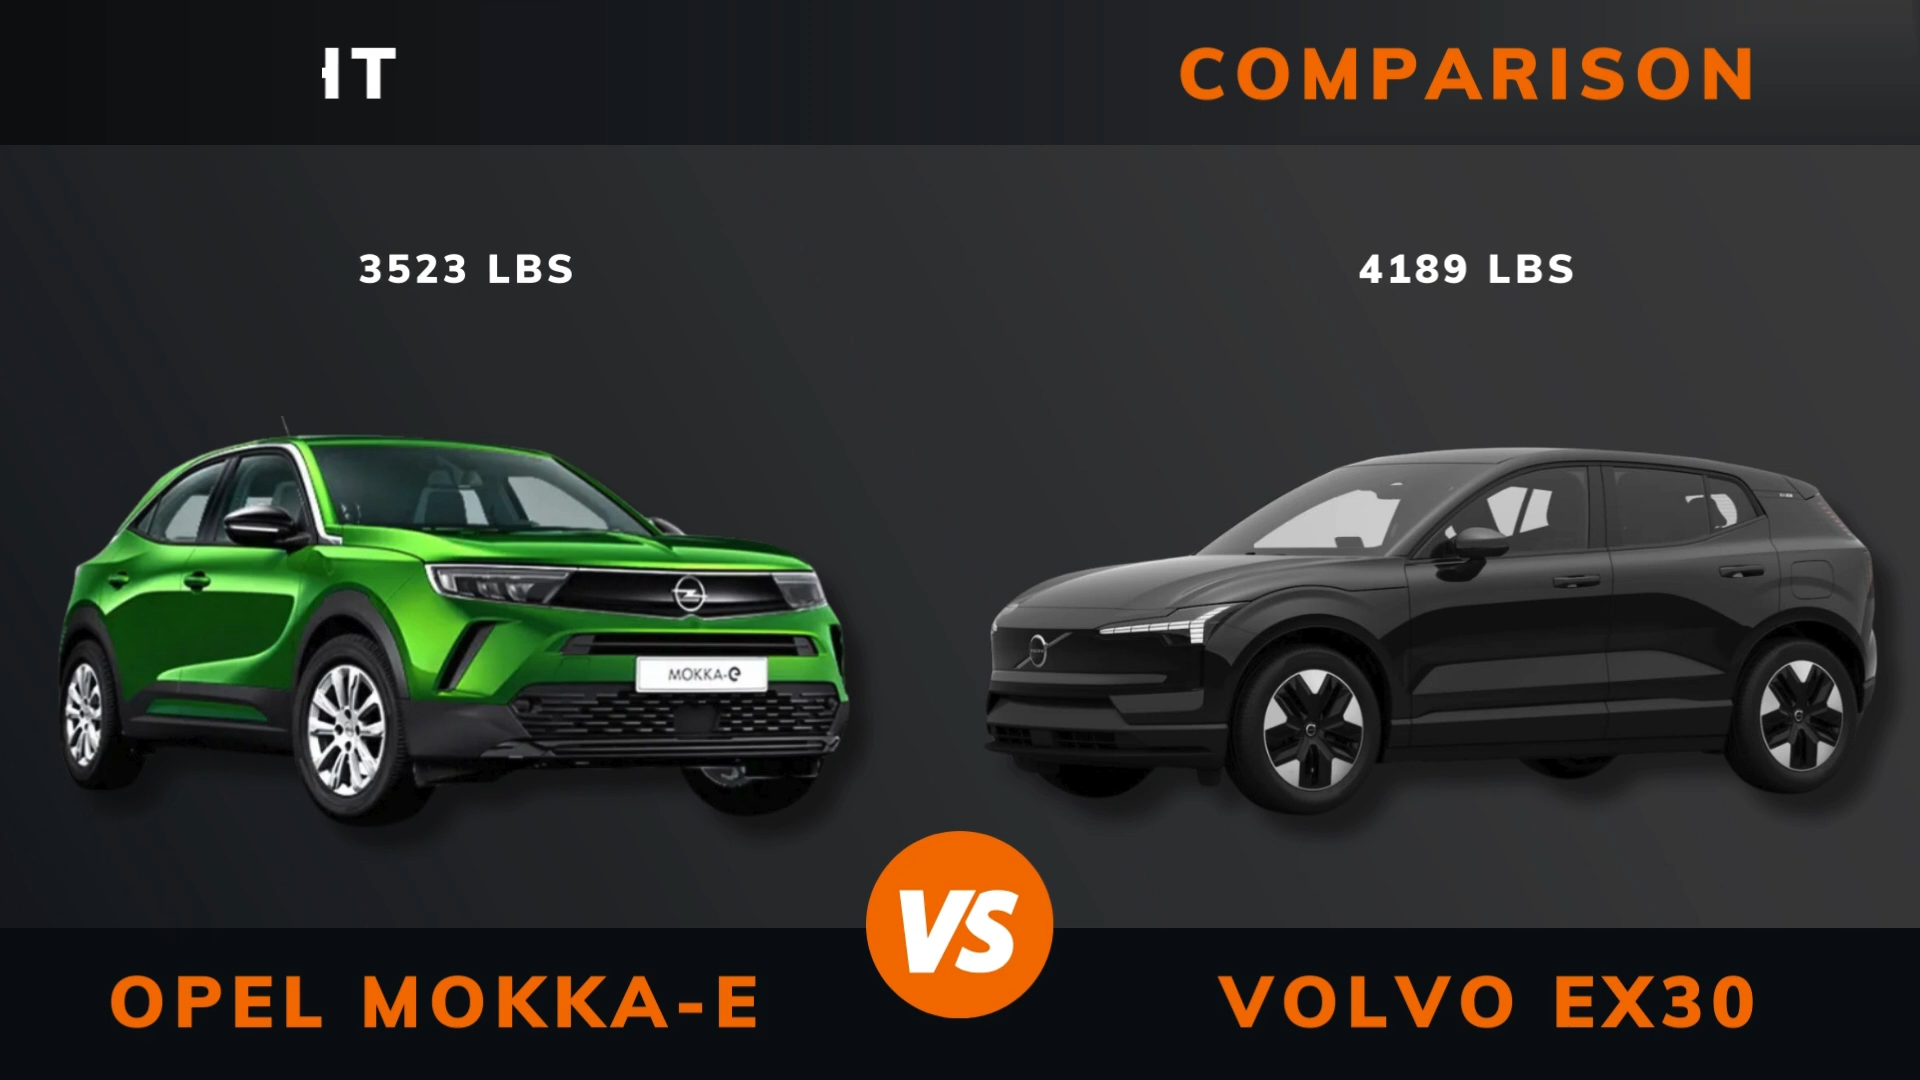 COMPARISON
3523 LBS
4189 LBS
MOKKA-e
VS
OPEL MOKKA-E
VOLVO EX30